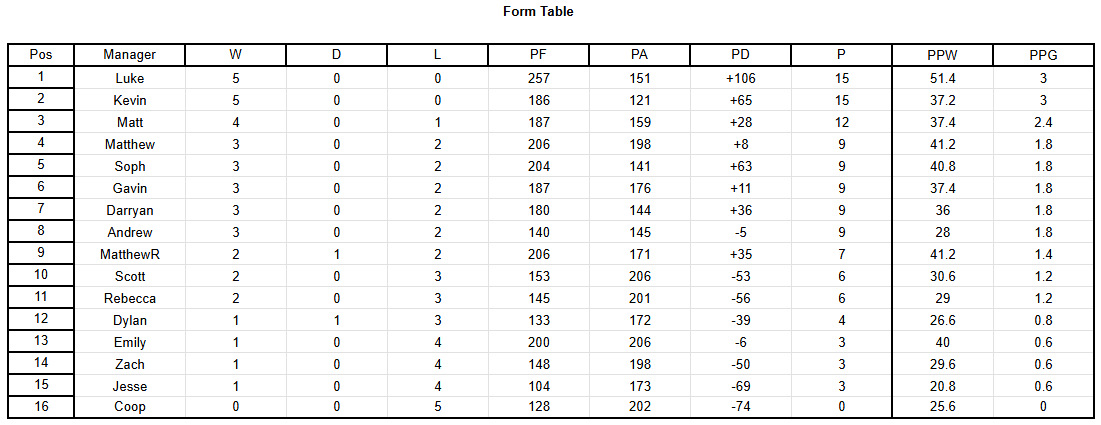 Form Table
Pos Manager W D L PF PA PD P PPW PPG
1 Luke 5 0 0 257 151 +106 15 51.4 3
2 Kevin 5 0 0 186 121 +65 15 37.2 3
3 Matt 4 0 1 187 159 +28 12 37.4 2.4
4 Matthew 3 0 2 206 198 +8 9 41.2 1.8
5 Soph 3 0 2 204 141 +63 9 40.8 1.8
6 Gavin 3 0 2 187 176 +11 9 37.4 1.8
7 Darryan 3 0 2 180 144 +36 9 36 1.8
8 Andrew 3 0 2 140 145 -5 9 28 1.8
9 MatthewR 2 1 2 206 171 +35 7 41.2 1.4
10 Scott 2 0 3 153 206 -53 6 30.6 1.2
11 Rebecca 2 0 3 145 201 -56 6 29 1.2
12 Dylan 1 1 3 133 172 -39 4 26.6 0.8
13 Emily 1 0 4 200 206 -6 3 40 0.6
14 Zach 1 0 4 148 198 -50 3 29.6 0.6
15 Jesse 1 0 4 104 173 -69 3 20.8 0.6
16 Coop 0 0 5 128 202 -74 0 25.6 0